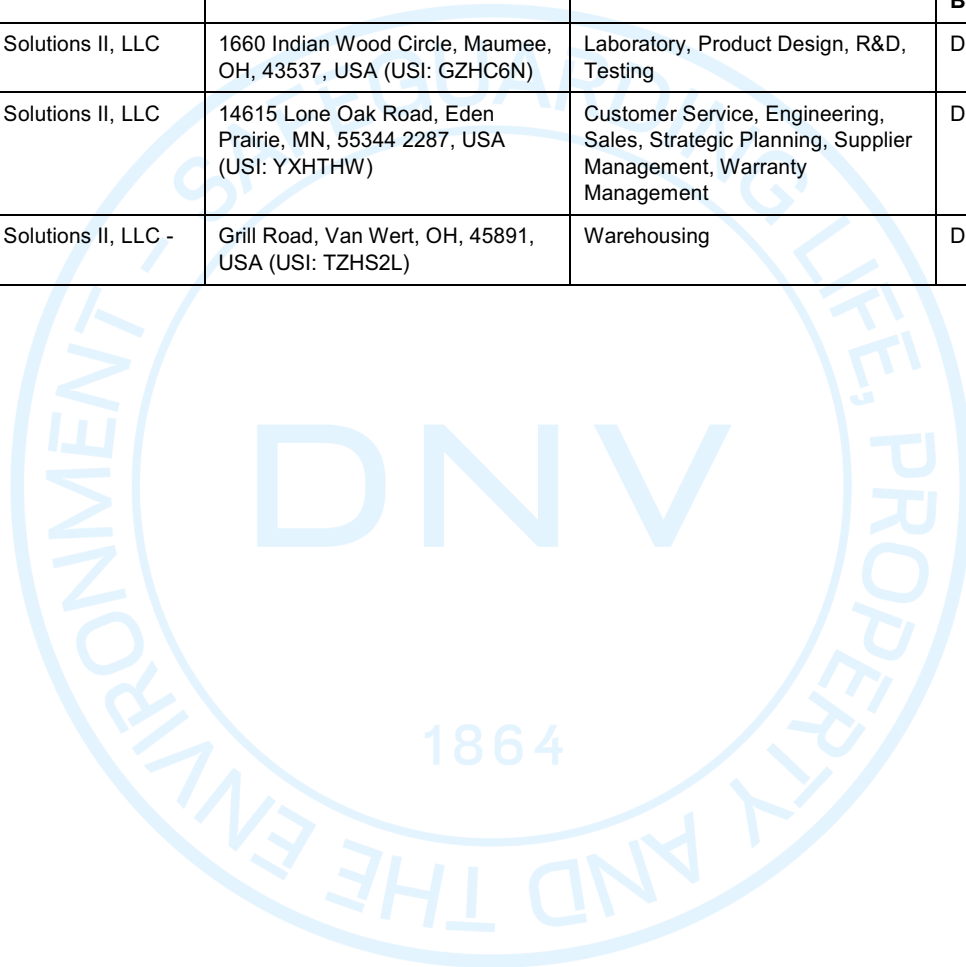 B
Solutions II, LLC
1660 Indian Wood Circle, Maumee,
OH, 43537, USA (USI: GZHC6N)
Laboratory, Product Design, R&D,
Testing
D
Solutions II, LLC
14615 Lone Oak Road, Eden
Prairie, MN, 55344 2287, USA
(USI: YXHTHW)
Customer Service, Engineering,
Sales, Strategic Planning, Supplier
Management, Warranty
Management
D
Solutions II, LLC -
Grill Road, Van Wert, OH, 45891,
USA (USI: TZHS2L)
Warehousing
D
SAFEGUARDING LIFE, PROPERTY AND THE ENVIRONMENT –
DNV
1864